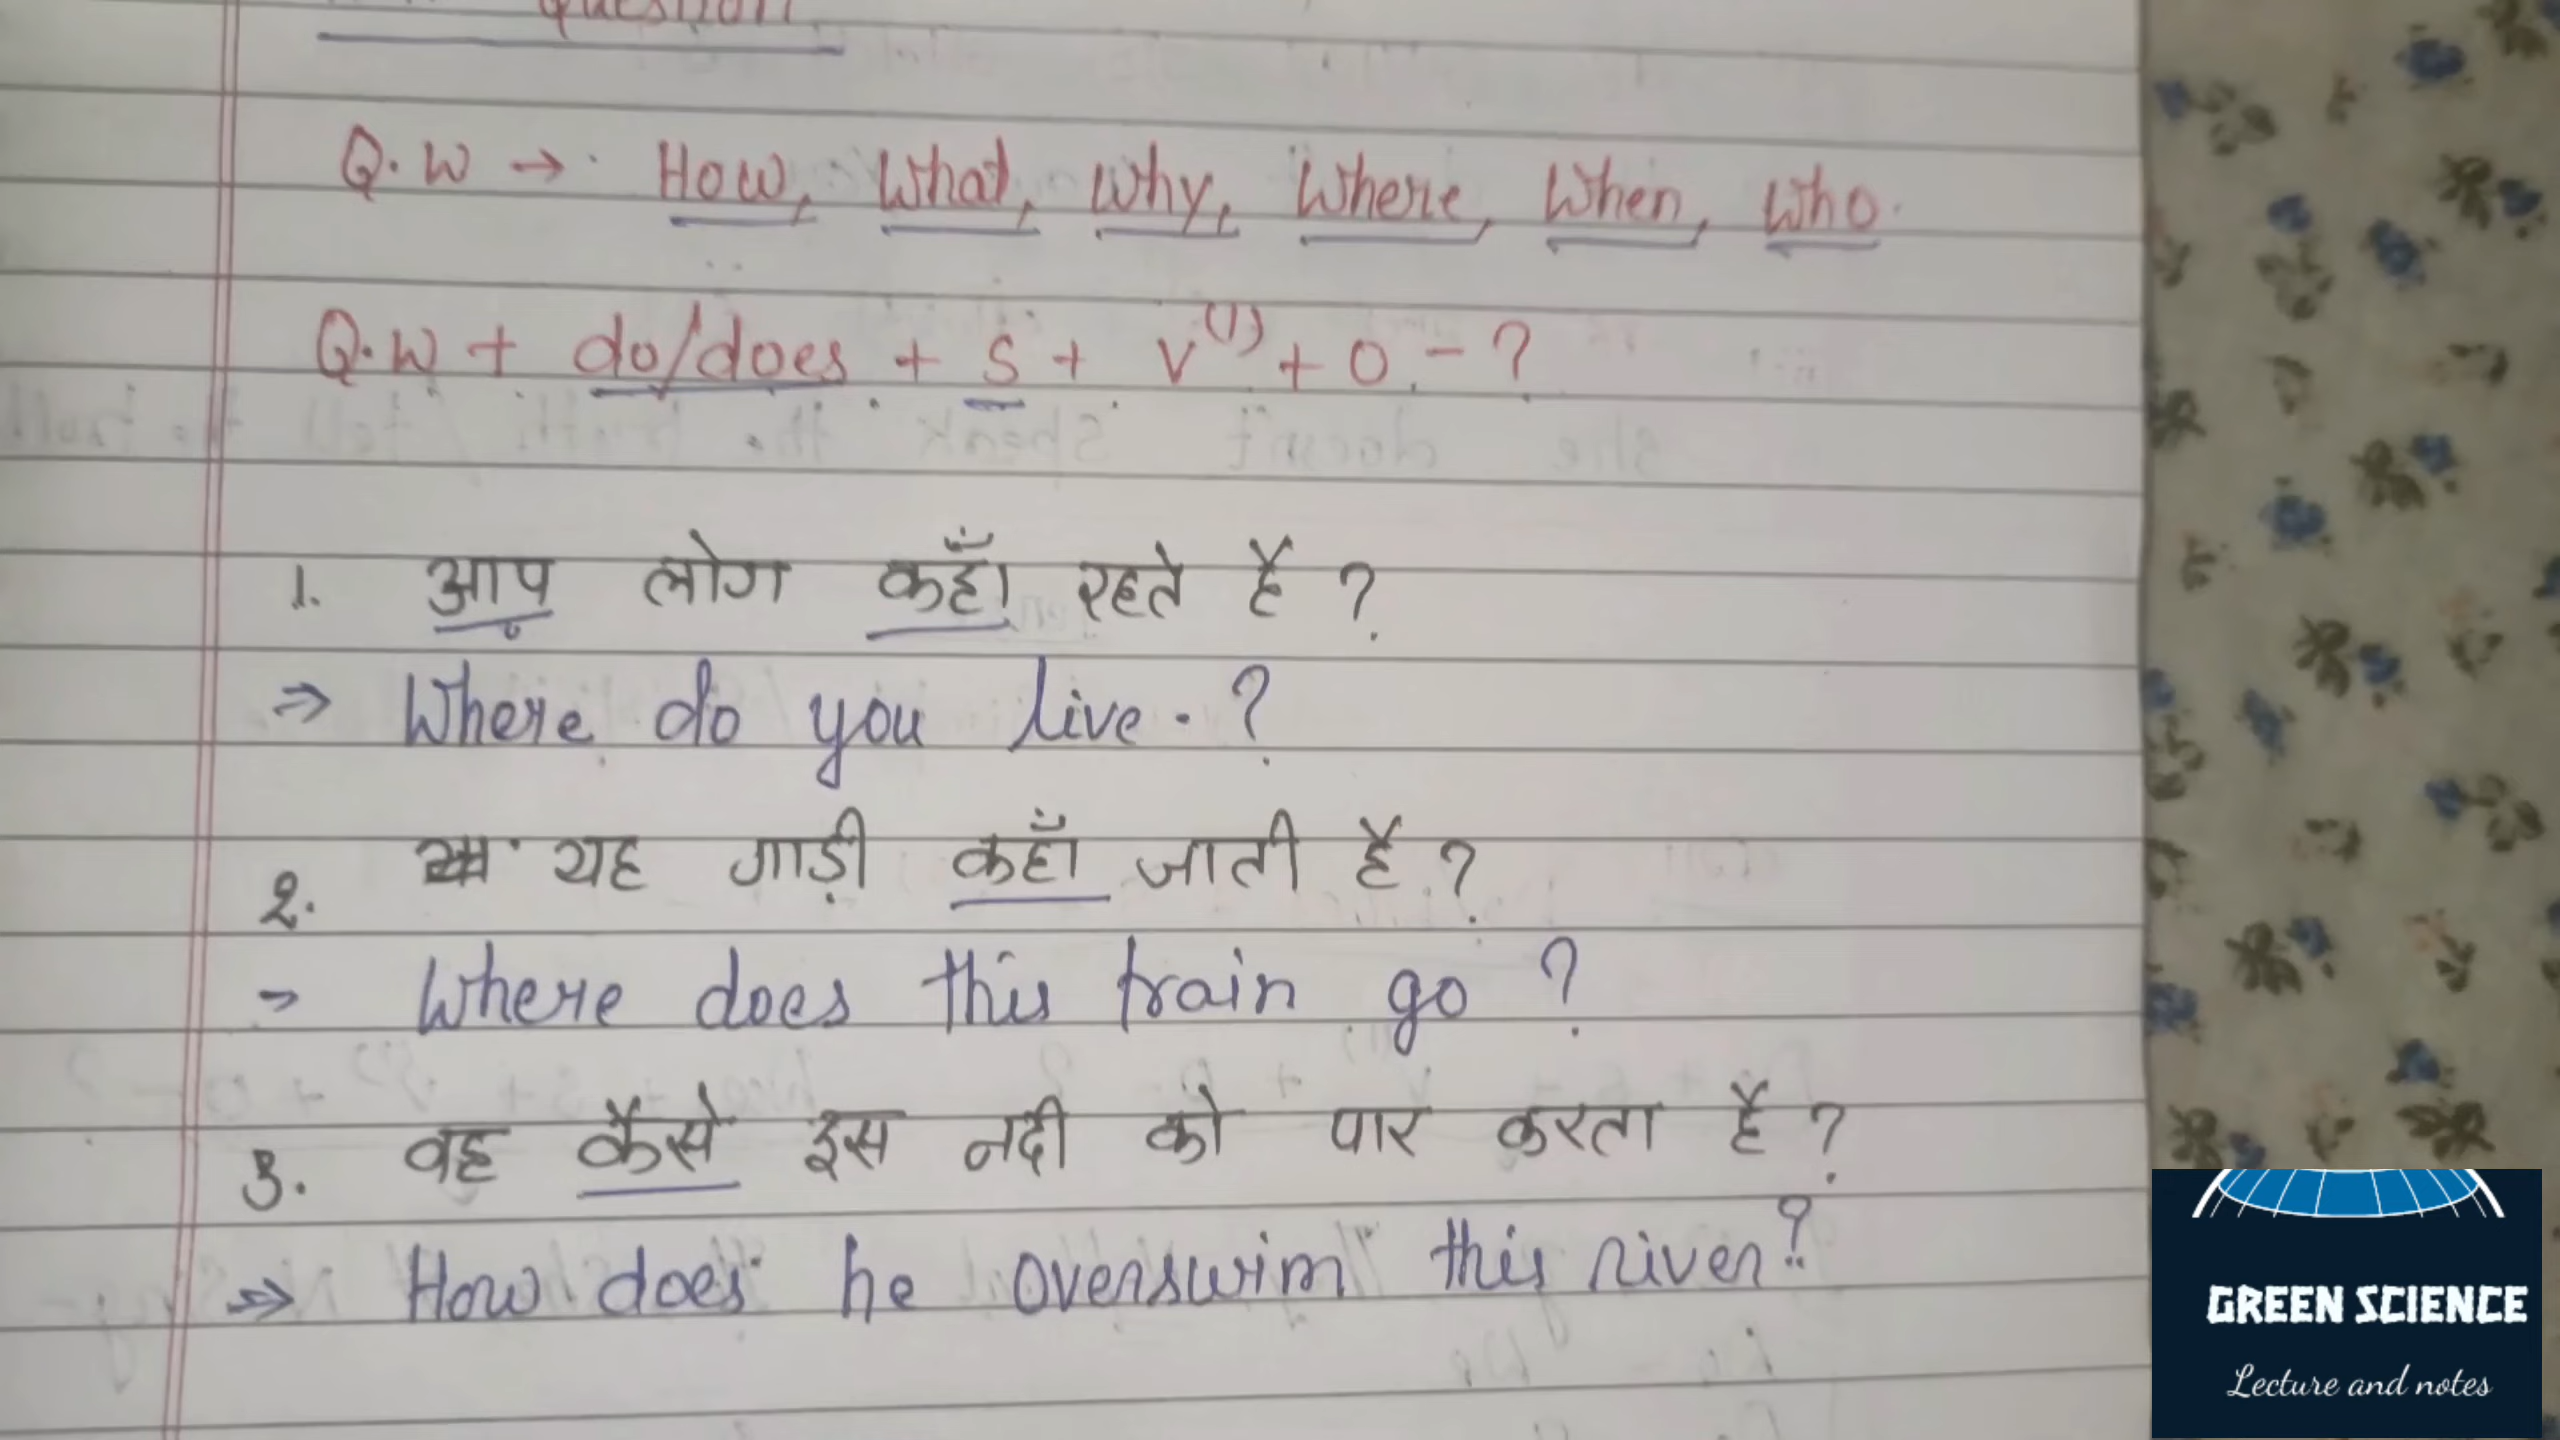 Question
Q.W → How, What, Why, Where, When, Who.
Q.W + do/does + S + V(1) + O - ?
1. आप लोग कहाँ रहते हैं ?
⇒ Where do you live. ?
2. यह गाड़ी कहाँ जाती है ?
→ Where does this train go ?
3. वह कैसे इस नदी को पार करता है ?
⇒ How does he overswim this river?
GREEN SCIENCE
Lecture and notes